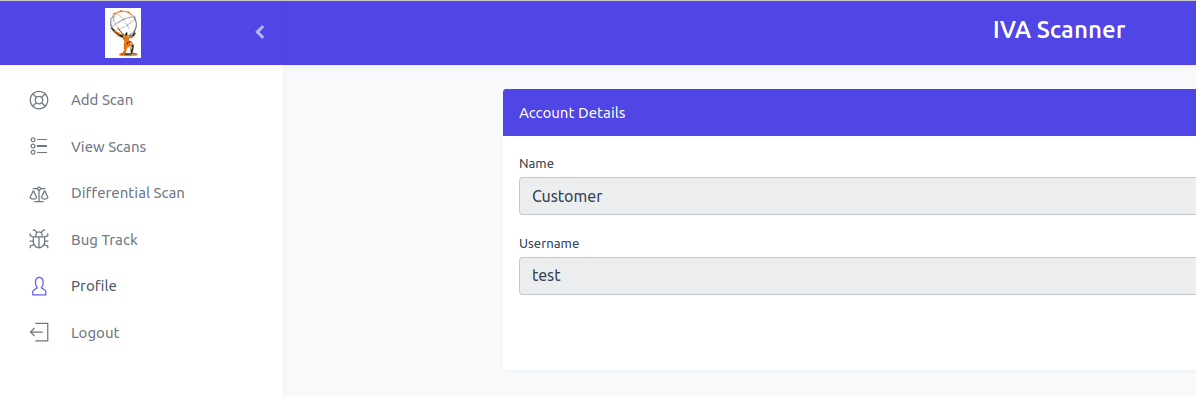 IVA Scanner
Add Scan
View Scans
Differential Scan
Bug Track
Profile
Logout
Account Details
Name
Customer
Username
test